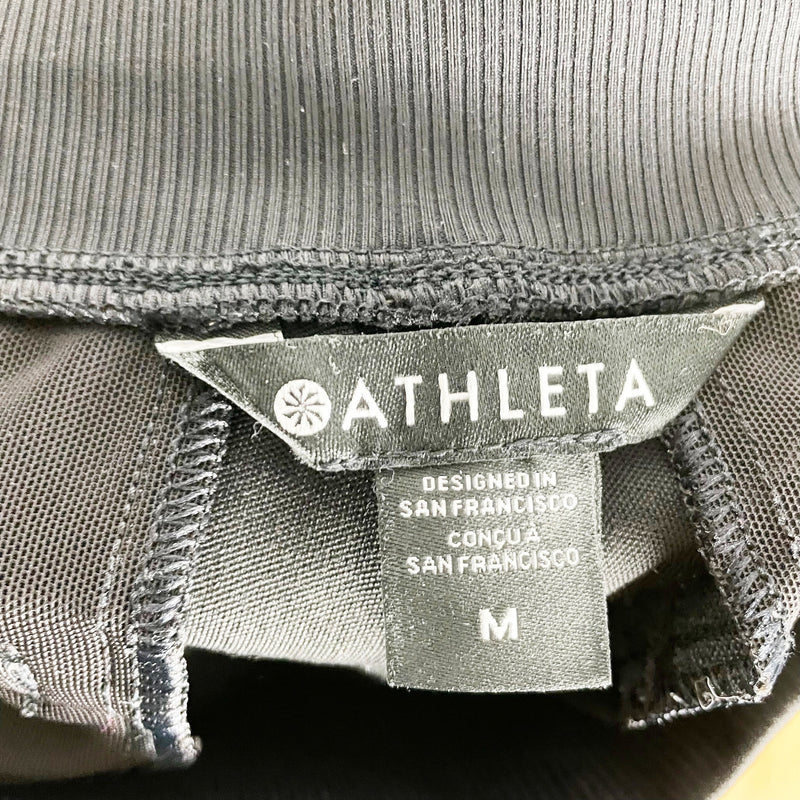 ATHLETA
DESIGNED IN
SAN FRANCISCO
CONÇU À
SAN FRANCISCO
M